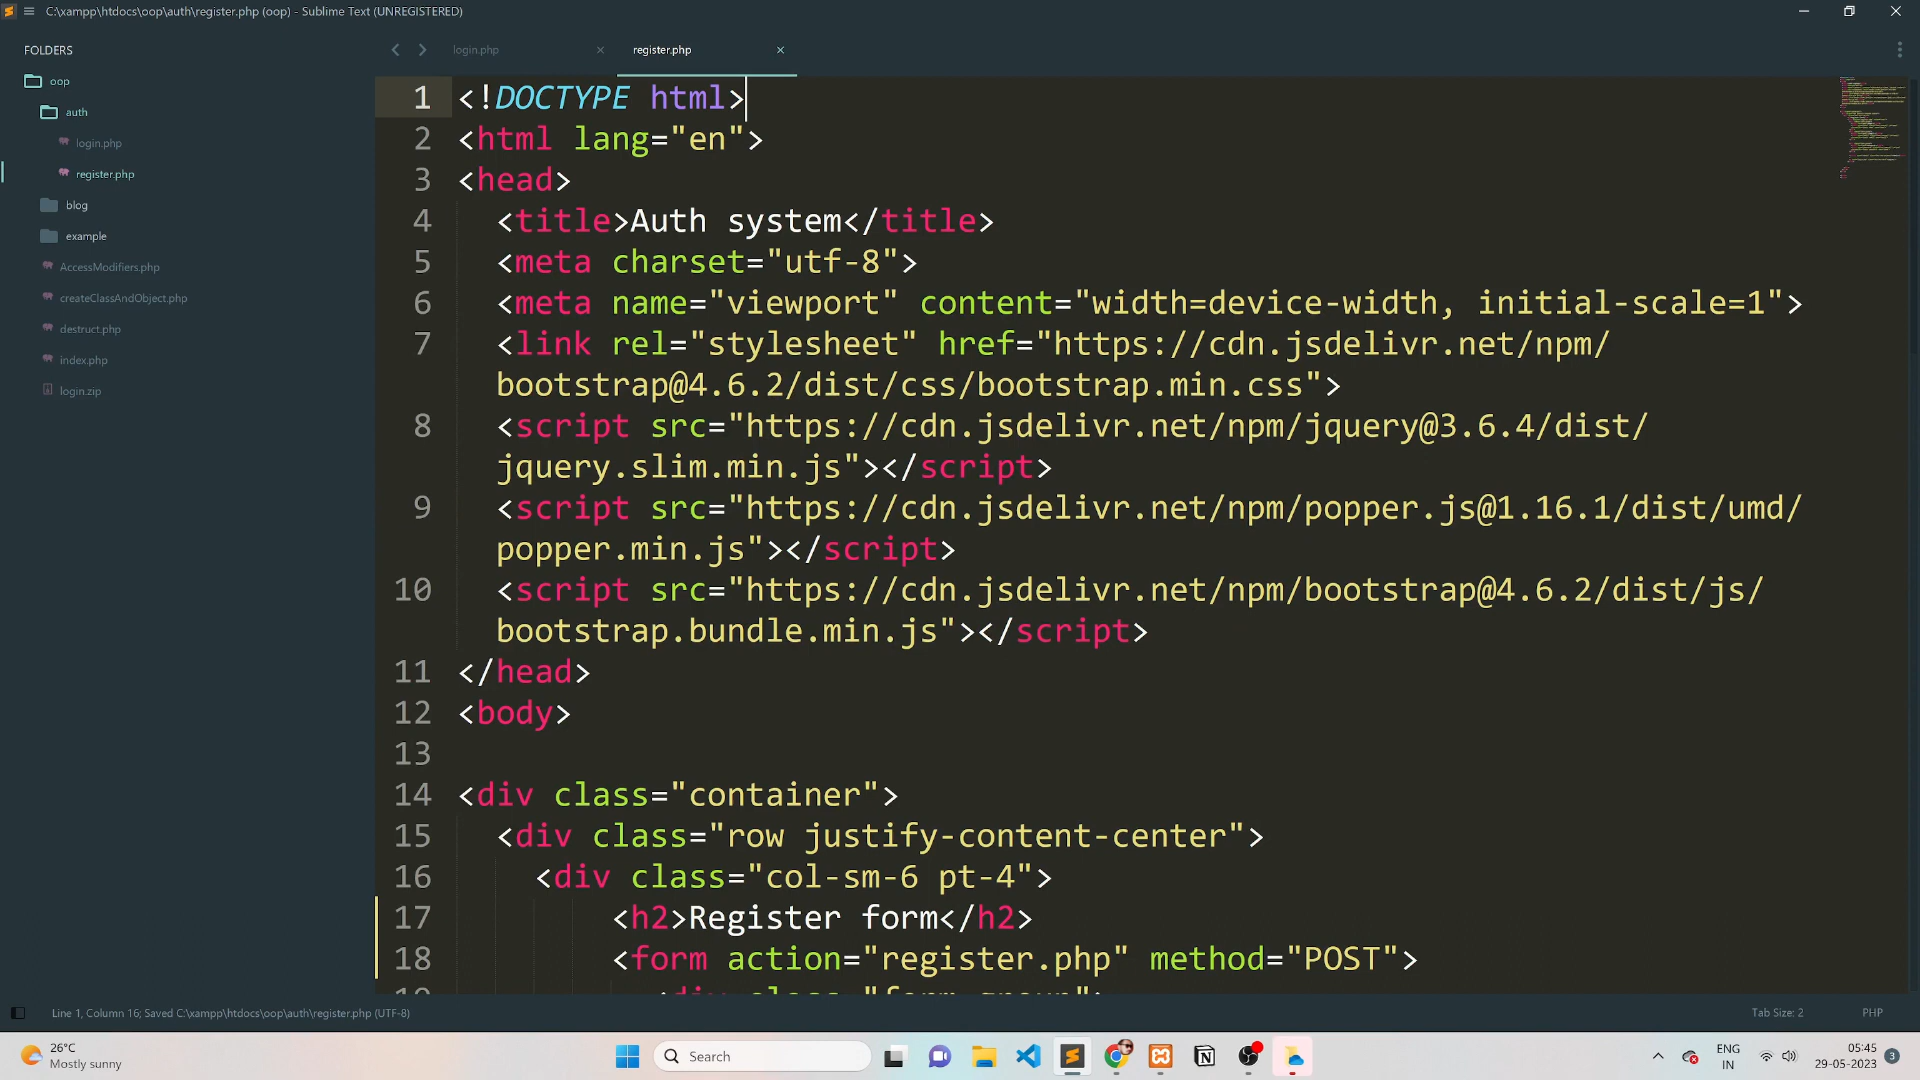 C:\xampp\htdocs\oop\auth\register.php (oop) - Sublime Text (UNREGISTERED)
FOLDERS
oop
auth
login.php
register.php
blog
example
AccessModifiers.php
createClassAndObject.php
destruct.php
index.php
login.zip
login.php
register.php
1 <!DOCTYPE html>
2 <html lang="en">
3 <head>
4 <title>Auth system</title>
5 <meta charset="utf-8">
6 <meta name="viewport" content="width=device-width, initial-scale=1">
7 <link rel="stylesheet" href="https://cdn.jsdelivr.net/npm/
bootstrap@4.6.2/dist/css/bootstrap.min.css">
8 <script src="https://cdn.jsdelivr.net/npm/jquery@3.6.4/dist/
jquery.slim.min.js"></script>
9 <script src="https://cdn.jsdelivr.net/npm/popper.js@1.16.1/dist/umd/
popper.min.js"></script>
10 <script src="https://cdn.jsdelivr.net/npm/bootstrap@4.6.2/dist/js/
bootstrap.bundle.min.js"></script>
11 </head>
12 <body>
13
14 <div class="container">
15 <div class="row justify-content-center">
16 <div class="col-sm-6 pt-4">
17 <h2>Register form</h2>
18 <form action="register.php" method="POST">
Line 1, Column 16; Saved C:\xampp\htdocs\oop\auth\register.php (UTF-8)
Tab Size: 2
PHP
26°C
Mostly sunny
Search
ENG
IN
05:45
29-05-2023
3